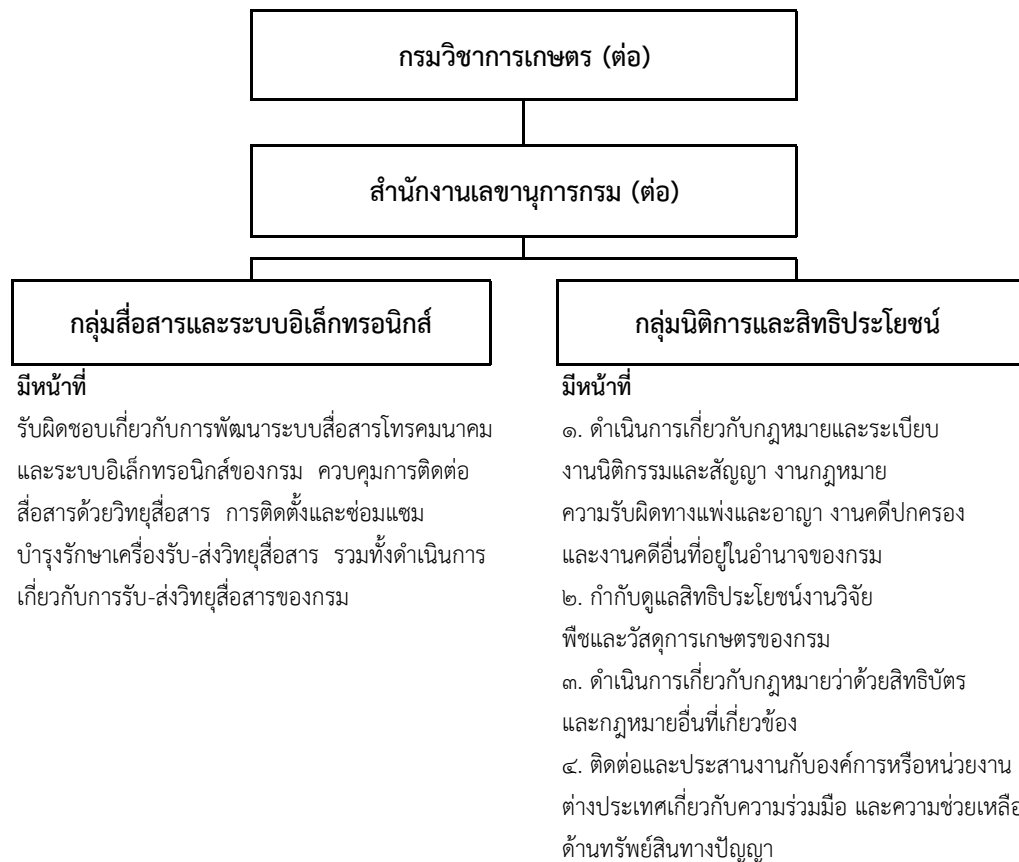 กรมวิชาการเกษตร (ต่อ)
สำนักงานเลขานุการกรม (ต่อ)
กลุ่มสื่อสารและระบบอิเล็กทรอนิกส์
มีหน้าที่
รับผิดชอบเกี่ยวกับการพัฒนาระบบสื่อสารโทรคมนาคม
และระบบอิเล็กทรอนิกส์ของกรม ควบคุมการติดต่อ
สื่อสารด้วยวิทยุสื่อสาร การติดตั้งและซ่อมแซม
บำรุงรักษาเครื่องรับ-ส่งวิทยุสื่อสาร รวมทั้งดำเนินการ
เกี่ยวกับการรับ-ส่งวิทยุสื่อสารของกรม
กลุ่มนิติการและสิทธิประโยชน์
มีหน้าที่
๑. ดำเนินการเกี่ยวกับกฎหมายและระเบียบ
งานนิติกรรมและสัญญา งานกฎหมาย
ความรับผิดทางแพ่งและอาญา งานคดีปกครอง
และงานคดีอื่นที่อยู่ในอำนาจของกรม
๒. กำกับดูแลสิทธิประโยชน์งานวิจัย
พืชและวัสดุการเกษตรของกรม
๓. ดำเนินการเกี่ยวกับกฎหมายว่าด้วยสิทธิบัตร
และกฎหมายอื่นที่เกี่ยวข้อง
๔. ติดต่อและประสานงานกับองค์การหรือหน่วยงาน
ต่างประเทศเกี่ยวกับความร่วมมือ และความช่วยเหลือ
ด้านทรัพย์สินทางปัญญา